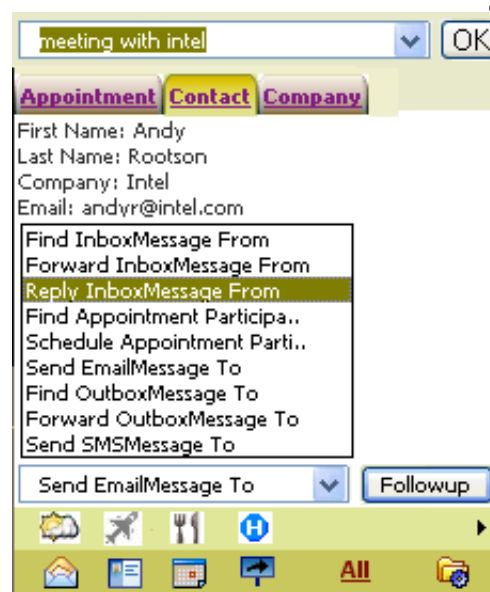 meeting with intel
OK
Appointment Contact Company
First Name: Andy
Last Name: Rootson
Company: Intel
Email: andyr@intel.com
Find InboxMessage From
Forward InboxMessage From
Reply InboxMessage From
Find Appointment Participa..
Schedule Appointment Parti..
Send EmailMessage To
Find OutboxMessage To
Forward OutboxMessage To
Send SMSMessage To
Send EmailMessage To
Followup
H
All